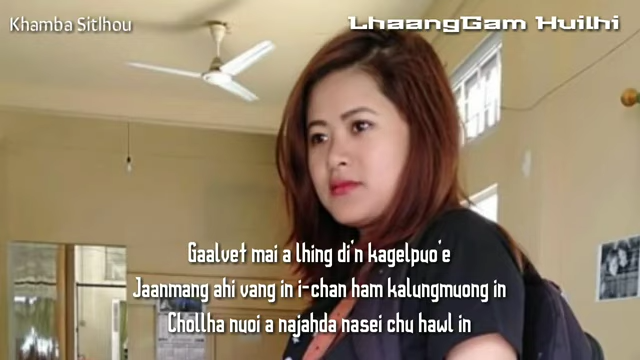 Khamba Sitlhou
LhaangGam Huilhi
Gaalvet mai a lhing di'n kagelpuo'e
Jaanmang ahi vang in i-chan ham kalungmuong in
Chollha nuoi a najahda nasei chu hawl in